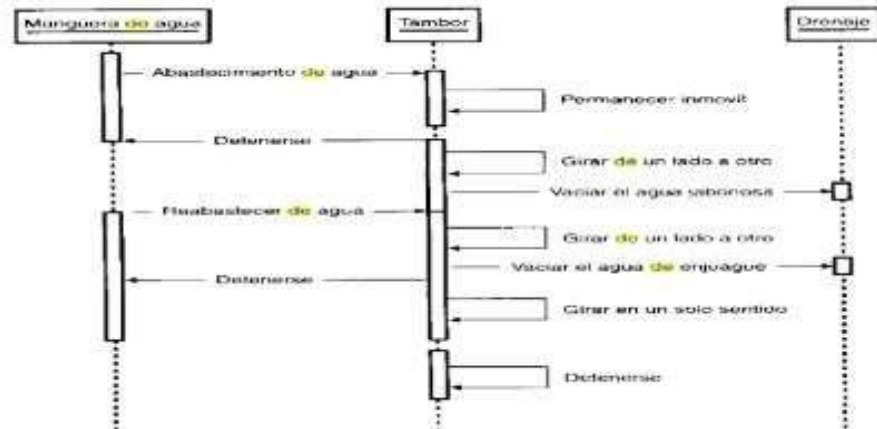 Manguera de agua
Tambor
Drenaje
Abastecimiento de agua
Permanecer inmovil
Detenerse
Girar de un lado a otro
Vaciar el agua jabonosa
Reabastecer de agua
Girar de un lado a otro
Vaciar el agua de enjuague
Detenerse
Girar en un solo sentido
Detenerse